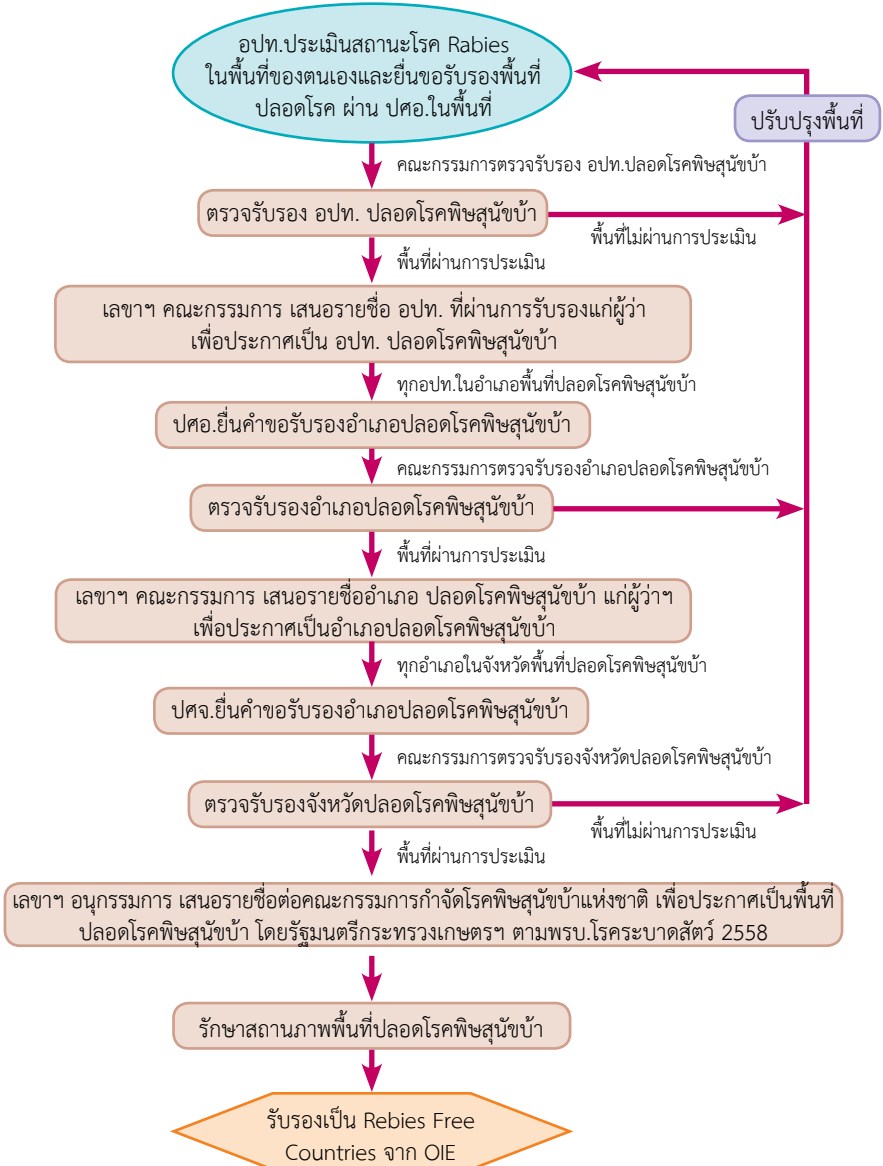 อปท.ประเมินสถานะโรค Rabies
ในพื้นที่ของตนเองและยื่นขอรับรองพื้นที่
ปลอดโรค ผ่าน ปศอ.ในพื้นที่
ปรับปรุงพื้นที่
คณะกรรมการตรวจรับรอง อปท.ปลอดโรคพิษสุนัขบ้า
ตรวจรับรอง อปท. ปลอดโรคพิษสุนัขบ้า
พื้นที่ไม่ผ่านการประเมิน
พื้นที่ผ่านการประเมิน
เลขาฯ คณะกรรมการ เสนอรายชื่อ อปท. ที่ผ่านการรับรองแก่ผู้ว่า
เพื่อประกาศเป็น อปท. ปลอดโรคพิษสุนัขบ้า
ทุกอปท.ในอำเภอพื้นที่ปลอดโรคพิษสุนัขบ้า
ปศอ.ยื่นคำขอรับรองอำเภอปลอดโรคพิษสุนัขบ้า
คณะกรรมการตรวจรับรองอำเภอปลอดโรคพิษสุนัขบ้า
ตรวจรับรองอำเภอปลอดโรคพิษสุนัขบ้า
พื้นที่ผ่านการประเมิน
เลขาฯ คณะกรรมการ เสนอรายชื่ออำเภอ ปลอดโรคพิษสุนัขบ้า แก่ผู้ว่าฯ
เพื่อประกาศเป็นอำเภอปลอดโรคพิษสุนัขบ้า
ทุกอำเภอในจังหวัดพื้นที่ปลอดโรคพิษสุนัขบ้า
ปศจ.ยื่นคำขอรับรองอำเภอปลอดโรคพิษสุนัขบ้า
คณะกรรมการตรวจรับรองจังหวัดปลอดโรคพิษสุนัขบ้า
ตรวจรับรองจังหวัดปลอดโรคพิษสุนัขบ้า
พื้นที่ไม่ผ่านการประเมิน
พื้นที่ผ่านการประเมิน
เลขาฯ อนุกรรมการ เสนอรายชื่อต่อคณะกรรมการกำจัดโรคพิษสุนัขบ้าแห่งชาติ เพื่อประกาศเป็นพื้นที่
ปลอดโรคพิษสุนัขบ้า โดยรัฐมนตรีกระทรวงเกษตรฯ ตามพรบ.โรคระบาดสัตว์ 2558
รักษาสถานภาพพื้นที่ปลอดโรคพิษสุนัขบ้า
รับรองเป็น Rebies Free
Countries จาก OIE